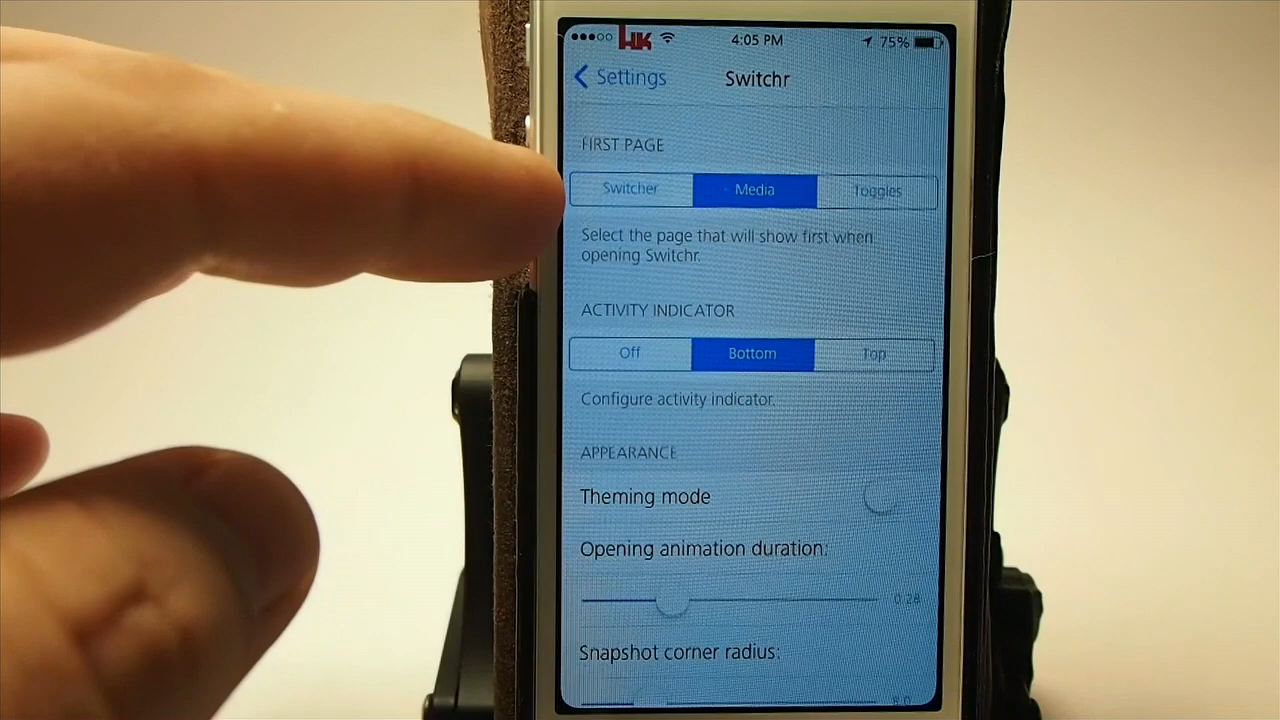 HK 4:05 PM 75%
Settings Switchr
FIRST PAGE
Switcher Media Toggles
Select the page that will show first when
opening Switchr.
ACTIVITY INDICATOR
Off Bottom Top
Configure activity indicator.
APPEARANCE
Theming mode
Opening animation duration:
0.28
Snapshot corner radius:
8.0